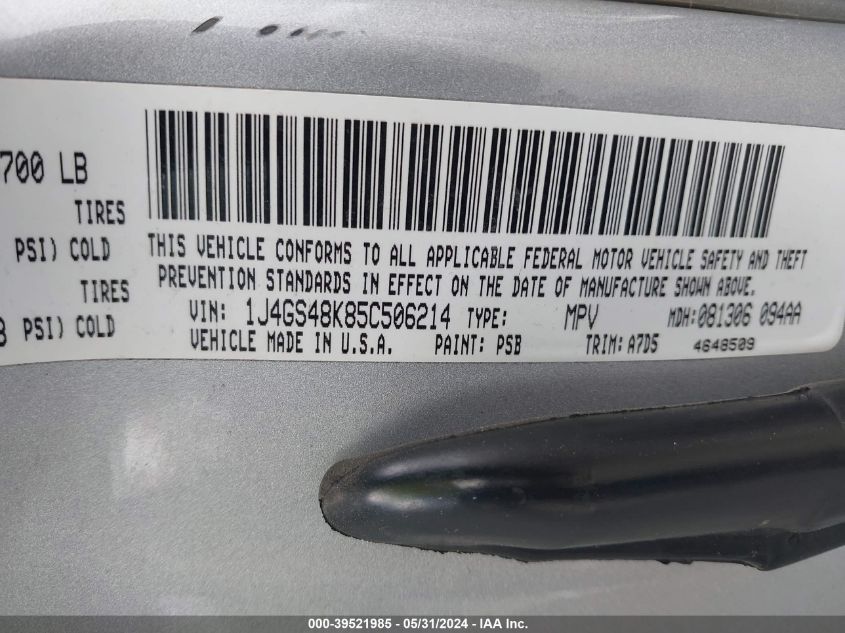 700 LB
TIRES
PSI) COLD
TIRES
PSI) COLD
THIS VEHICLE CONFORMS TO ALL APPLICABLE FEDERAL MOTOR VEHICLE SAFETY AND THEFT
PREVENTION STANDARDS IN EFFECT ON THE DATE OF MANUFACTURE SHOWN ABOVE.
VIN: 1J4GS48K85C506214 TYPE: MPV MDH:081306 094AA
VEHICLE MADE IN U.S.A. PAINT: PSB TRIM: A7D5 4648509
000-39521985 - 05/31/2024 - IAA Inc.